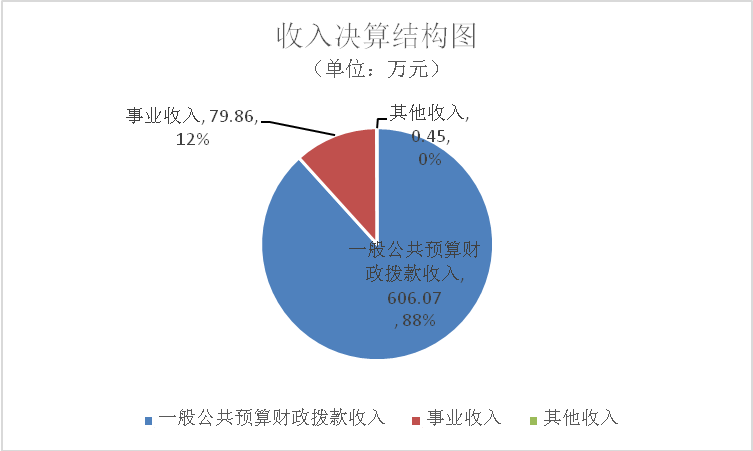 收入决算结构图
（单位：万元）
事业收入, 79.86,
12%
其他收入,
0.45,
0%
一般公共预算财
政拨款收入,
606.07
, 88%
一般公共预算财政拨款收入
事业收入
其他收入